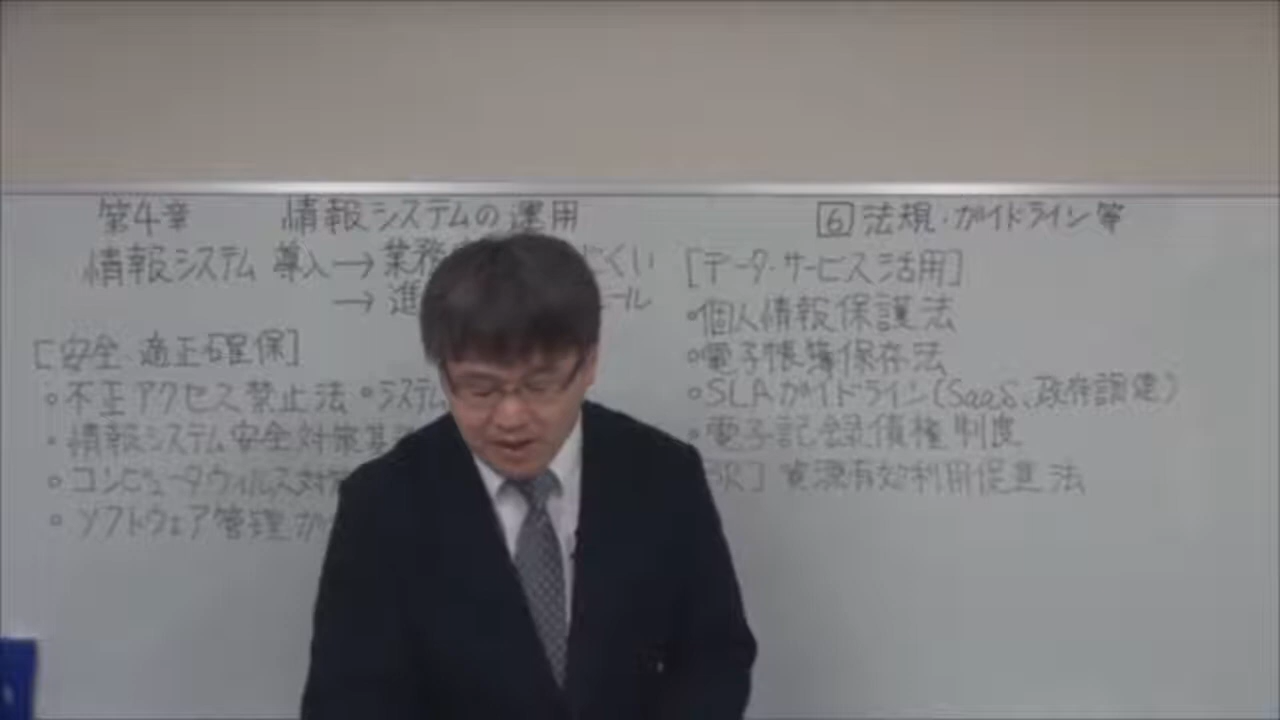 第4章 情報システムの運用
情報システム 導入→業務 にくい
→進 ール
[安全・適正確保]
・不正アクセス禁止法 ・システム
・情報システム安全対策基
・コンピュータウィルス対策
・ソフトウェア管理ガ
6 法規・ガイドライン等
[データ・サービス活用]
・個人情報保護法
・電子帳簿保存法
・SLAガイドライン(SaaS、政府調達)
・電子記録債権制度
3R] 資源有効利用促進法